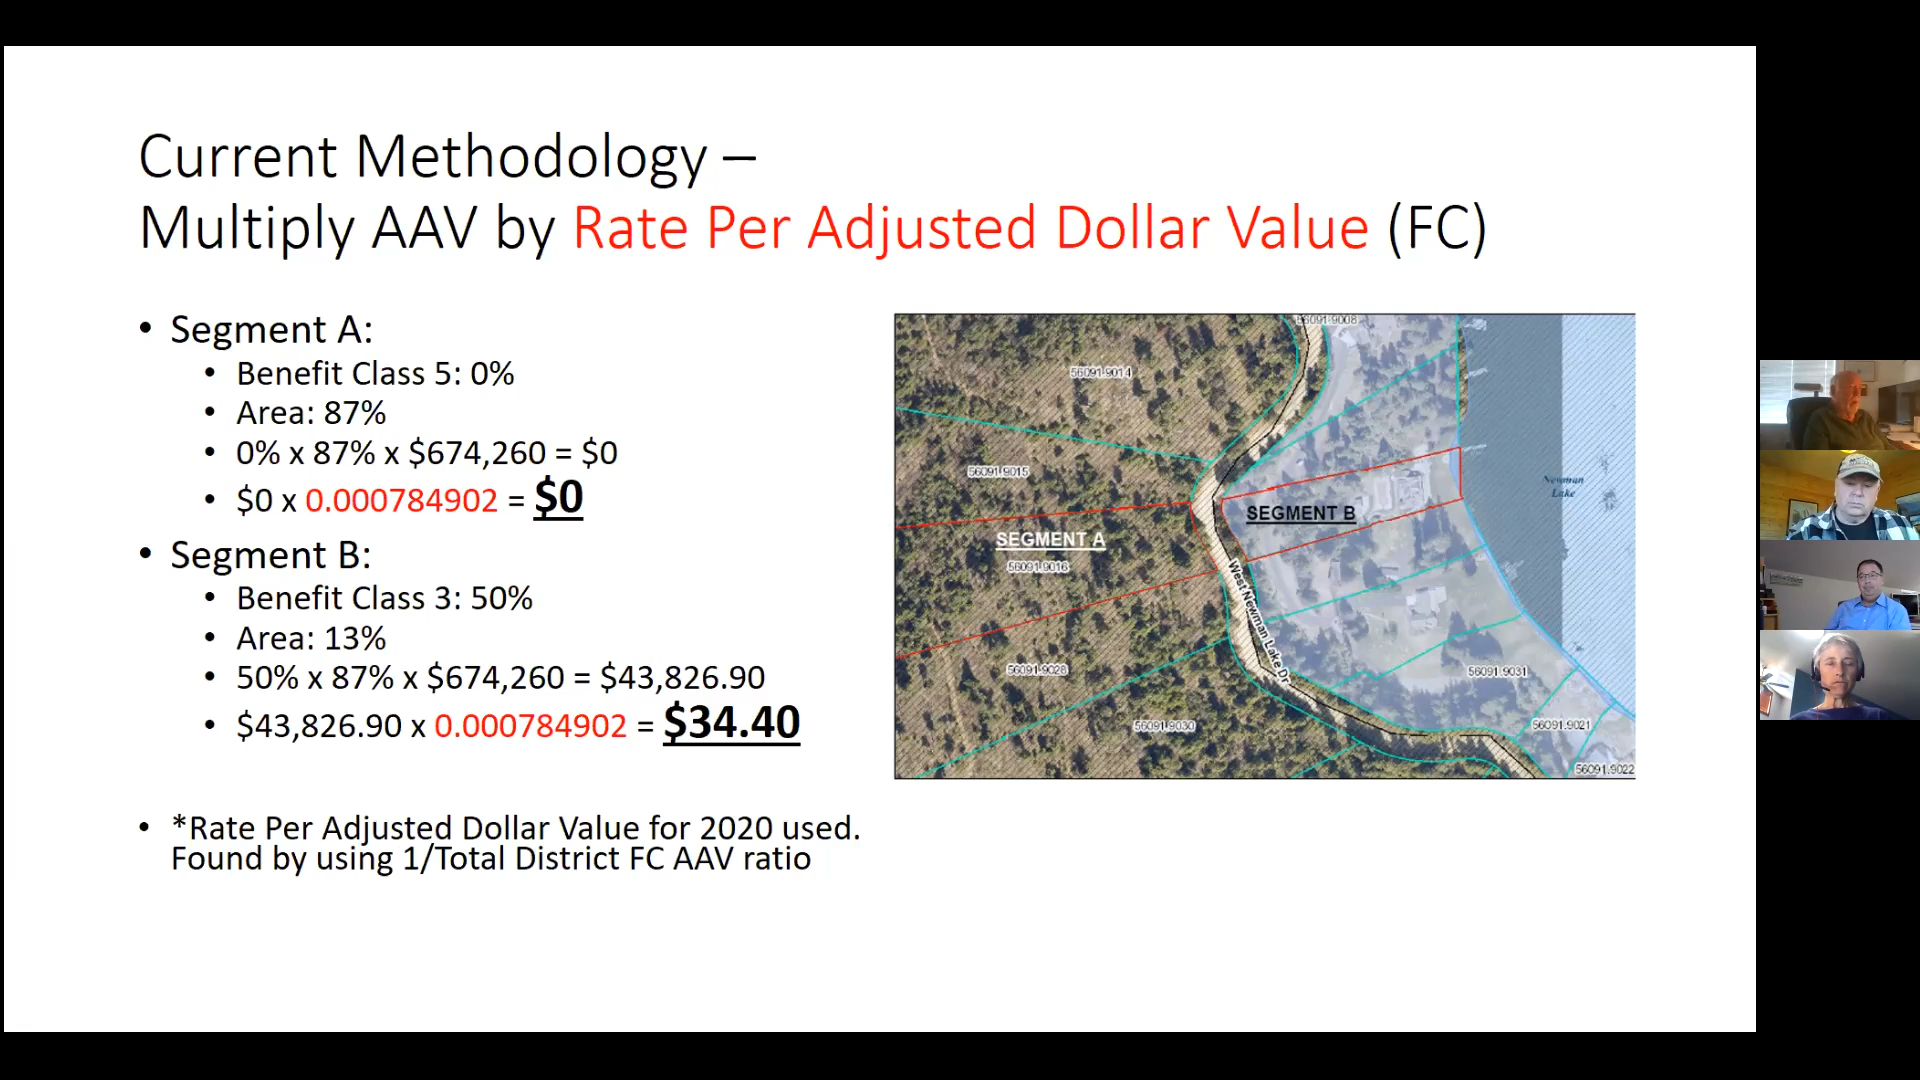 Current Methodology –
Multiply AAV by Rate Per Adjusted Dollar Value (FC)
• Segment A:
• Benefit Class 5: 0%
• Area: 87%
• 0% x 87% x $674,260 = $0
• $0 x 0.000784902 = $0
• Segment B:
• Benefit Class 3: 50%
• Area: 13%
• 50% x 87% x $674,260 = $43,826.90
• $43,826.90 x 0.000784902 = $34.40
• *Rate Per Adjusted Dollar Value for 2020 used.
Found by using 1/Total District FC AAV ratio
56091.9008
56091.9014
56091.9015
Newman
Lake
SEGMENT B
SEGMENT A
56091.9016
West Newman Lake Dr
56091.9028
56091.9031
56091.9030
56091.9021
56091.9022